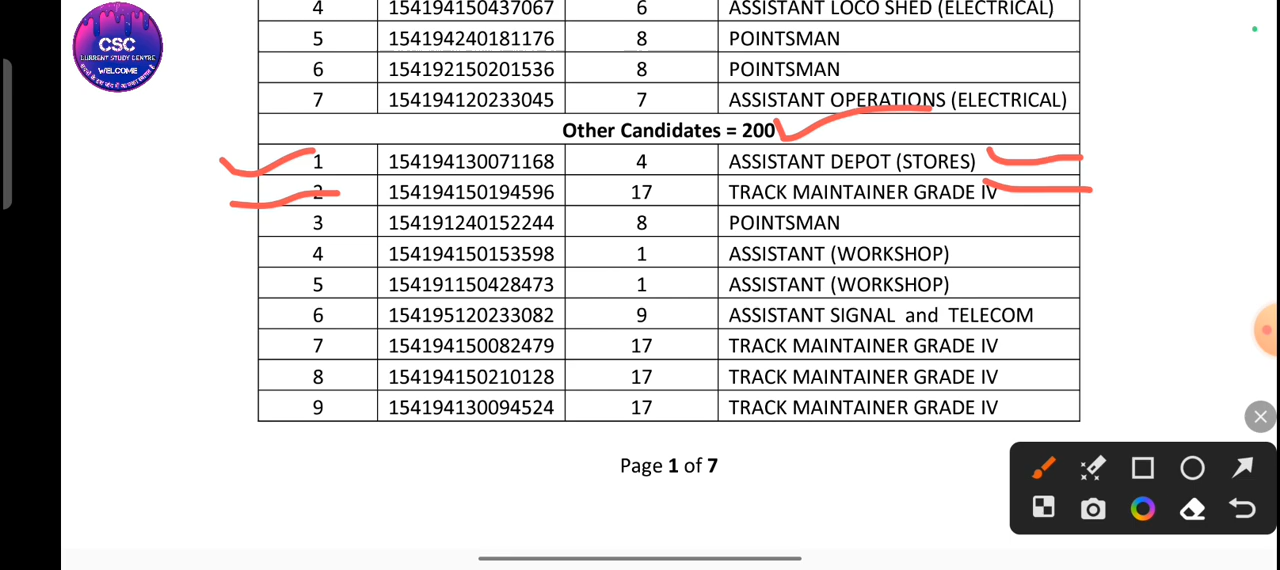 CSC
CURRENT STUDY CENTRE
WELCOME
4 154194150437067 6 ASSISTANT LOCO SHED (ELECTRICAL)
5 154194240181176 8 POINTSMAN
6 154192150201536 8 POINTSMAN
7 154194120233045 7 ASSISTANT OPERATIONS (ELECTRICAL)
Other Candidates = 200
1 154194130071168 4 ASSISTANT DEPOT (STORES)
2 154194150194596 17 TRACK MAINTAINER GRADE IV
3 154191240152244 8 POINTSMAN
4 154194150153598 1 ASSISTANT (WORKSHOP)
5 154191150428473 1 ASSISTANT (WORKSHOP)
6 154195120233082 9 ASSISTANT SIGNAL and TELECOM
7 154194150082479 17 TRACK MAINTAINER GRADE IV
8 154194150210128 17 TRACK MAINTAINER GRADE IV
9 154194130094524 17 TRACK MAINTAINER GRADE IV
Page 1 of 7